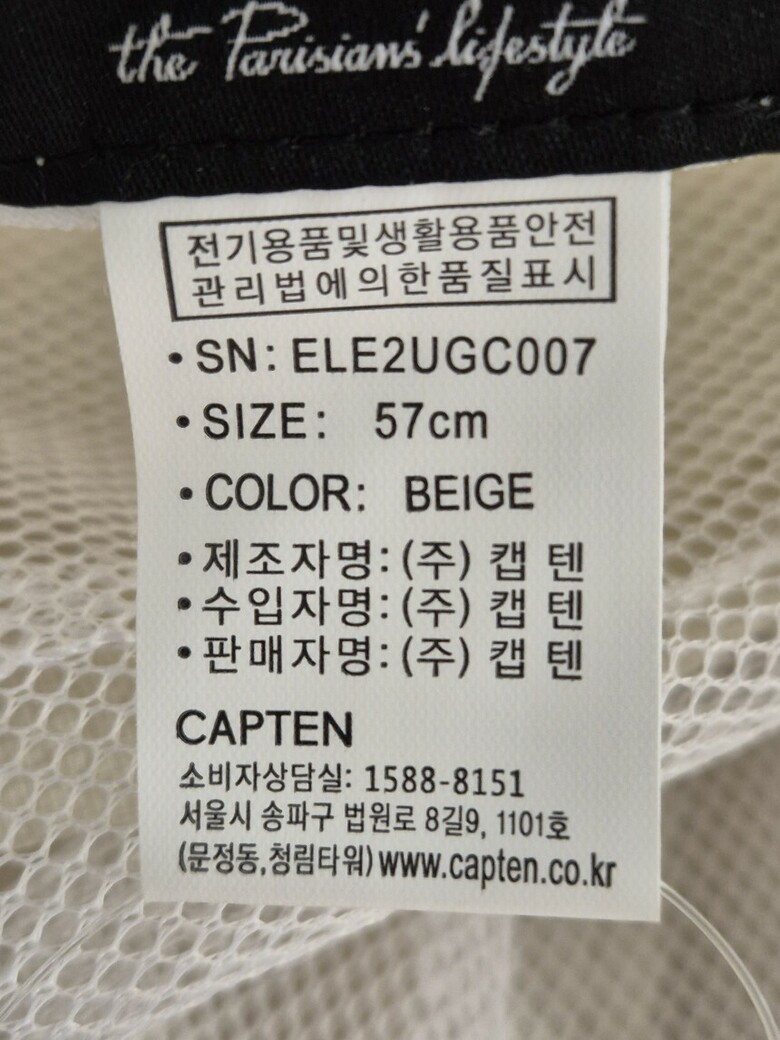 the Parisians' lifestyle
전기용품및생활용품안전
관리법에의한품질표시
• SN: ELE2UGC007
• SIZE: 57cm
• COLOR: BEIGE
• 제조자명: (주) 캡텐
• 수입자명: (주) 캡텐
• 판매자명: (주) 캡텐
CAPTEN
소비자상담실: 1588-8151
서울시 송파구 법원로 8길9, 1101호
(문정동,청림타워) www.capten.co.kr